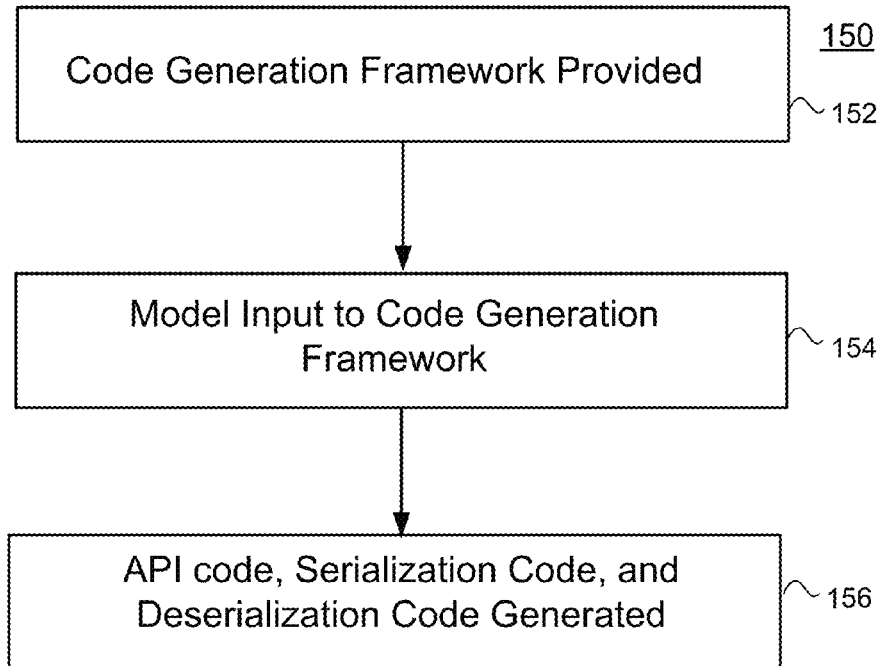 150
Code Generation Framework Provided
152
Model Input to Code Generation
Framework
154
API code, Serialization Code, and
Deserialization Code Generated
156